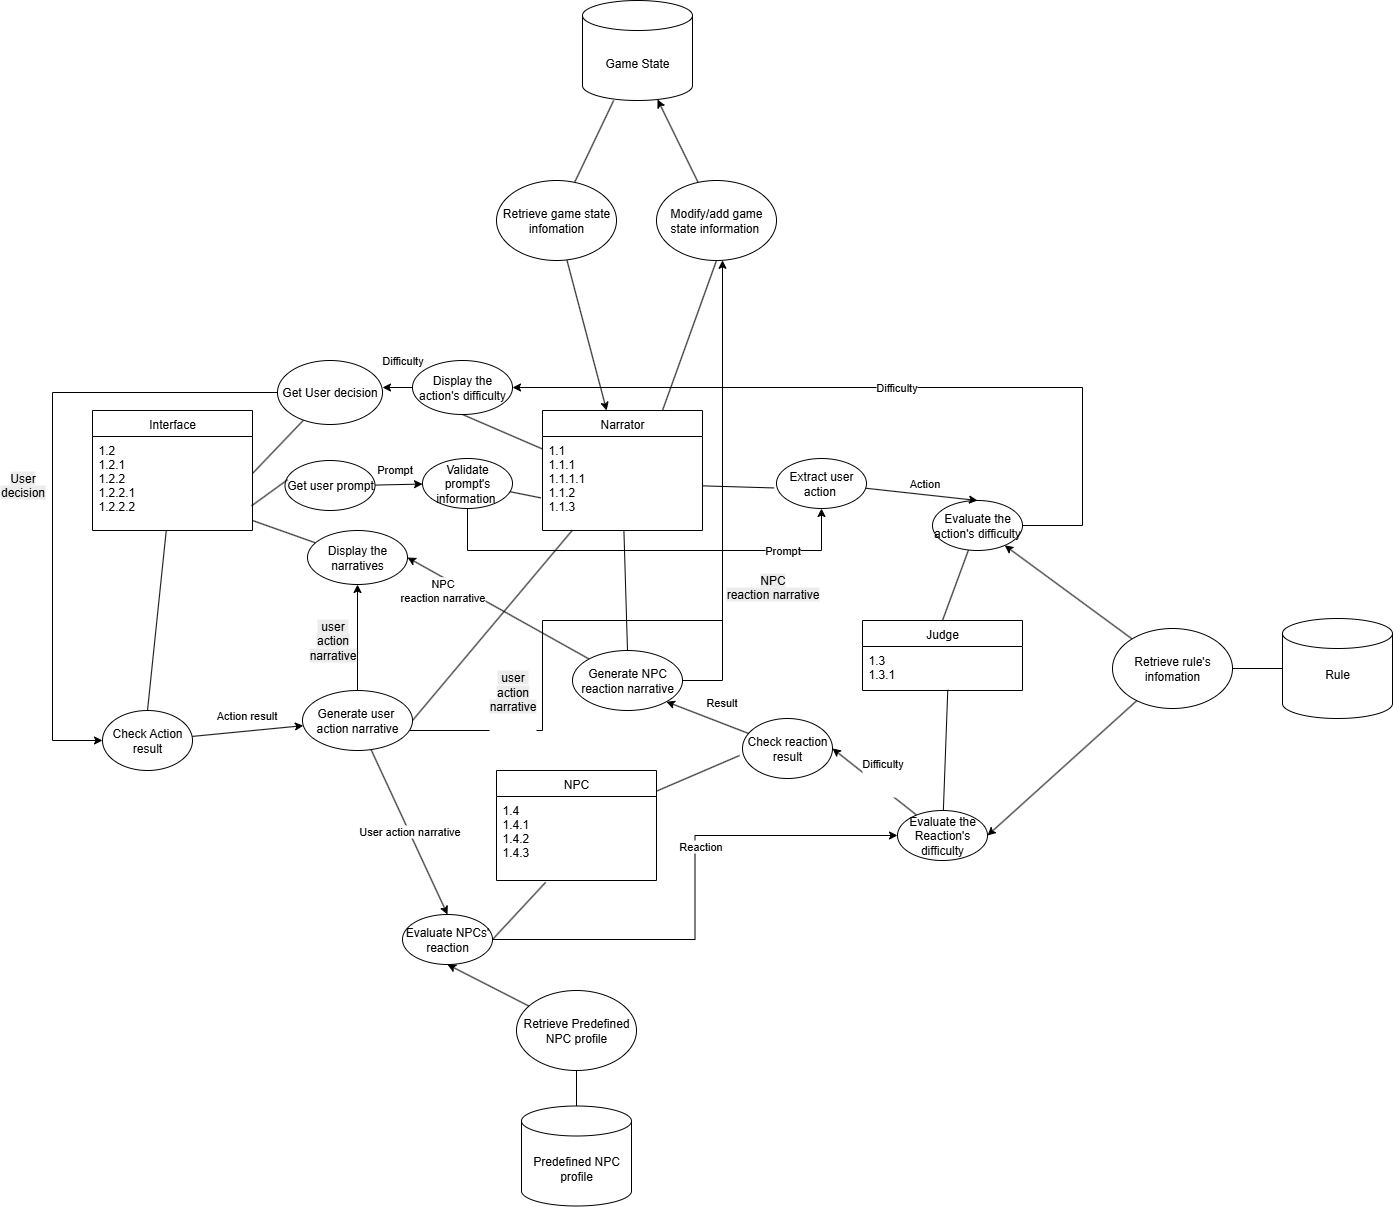 Game State
Retrieve game state
infomation
Modify/add game
state information
Difficulty
Get User decision
Display the
action's difficulty
Difficulty
Interface
1.2
1.2.1
1.2.2
1.2.2.1
1.2.2.2
Narrator
1.1
1.1.1
1.1.1.1
1.1.2
1.1.3
User
decision
Get user prompt
Prompt
Validate
prompt's
information
Extract user
action
Action
Evaluate the
action's difficulty
Display the
narratives
Prompt
NPC
reaction narrative
NPC
reaction narrative
user
action
narrative
Judge
1.3
1.3.1
Retrieve rule's
infomation
Rule
Generate NPC
reaction narrative
user
action
narrative
Result
Check Action
result
Action result
Generate user
action narrative
Check reaction
result
Difficulty
NPC
1.4
1.4.1
1.4.2
1.4.3
User action narrative
Reaction
Evaluate the
Reaction's
difficulty
Evaluate NPCs'
reaction
Retrieve Predefined
NPC profile
Predefined NPC
profile